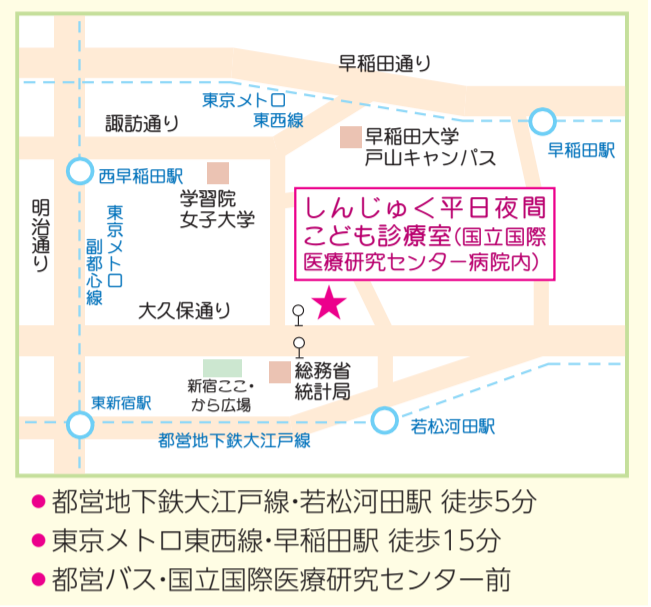 早稲田通り
東京メトロ
東西線
諏訪通り
早稲田大学
戸山キャンパス
早稲田駅
西早稲田駅
学習院
女子大学
明治通り
東京メトロ
副都心線
しんじゅく平日夜間
こども診療室(国立国際
医療研究センター病院内)
大久保通り
総務省
統計局
新宿ここ・
から広場
東新宿駅
都営地下鉄大江戸線
若松河田駅
●都営地下鉄大江戸線・若松河田駅 徒歩5分
●東京メトロ東西線・早稲田駅 徒歩15分
●都営バス・国立国際医療研究センター前